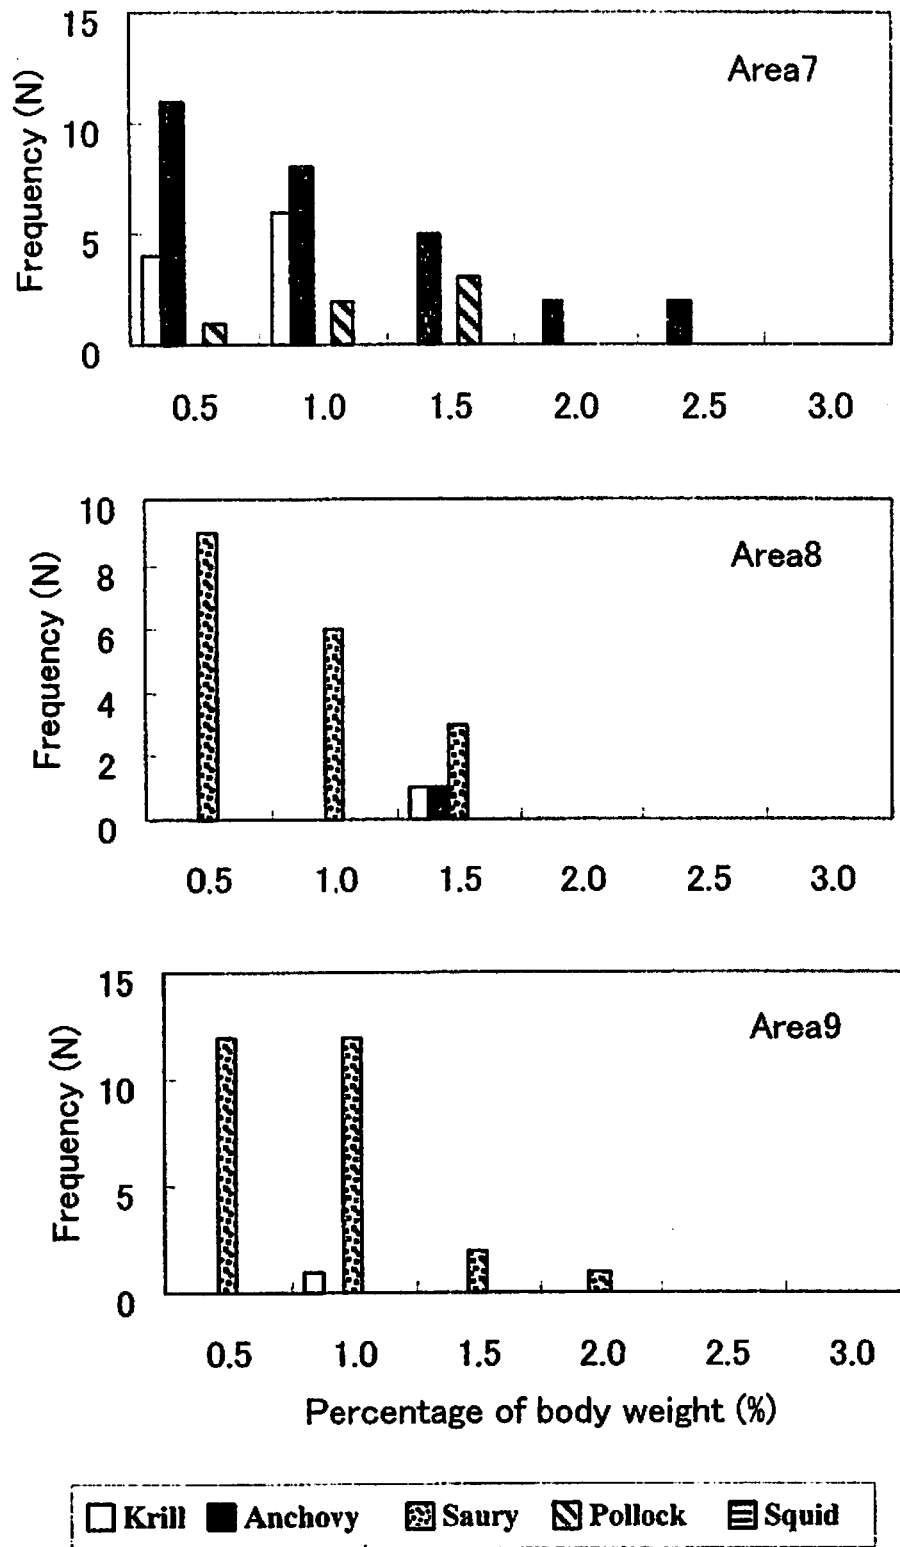 15
Area7
10
5
0
Frequency (N)
0.5 1.0 1.5 2.0 2.5 3.0
10
Area8
8
6
4
2
0
Frequency (N)
0.5 1.0 1.5 2.0 2.5 3.0
15
Area9
10
5
0
Frequency (N)
0.5 1.0 1.5 2.0 2.5 3.0
Percentage of body weight (%)
Krill Anchovy Saury Pollock Squid